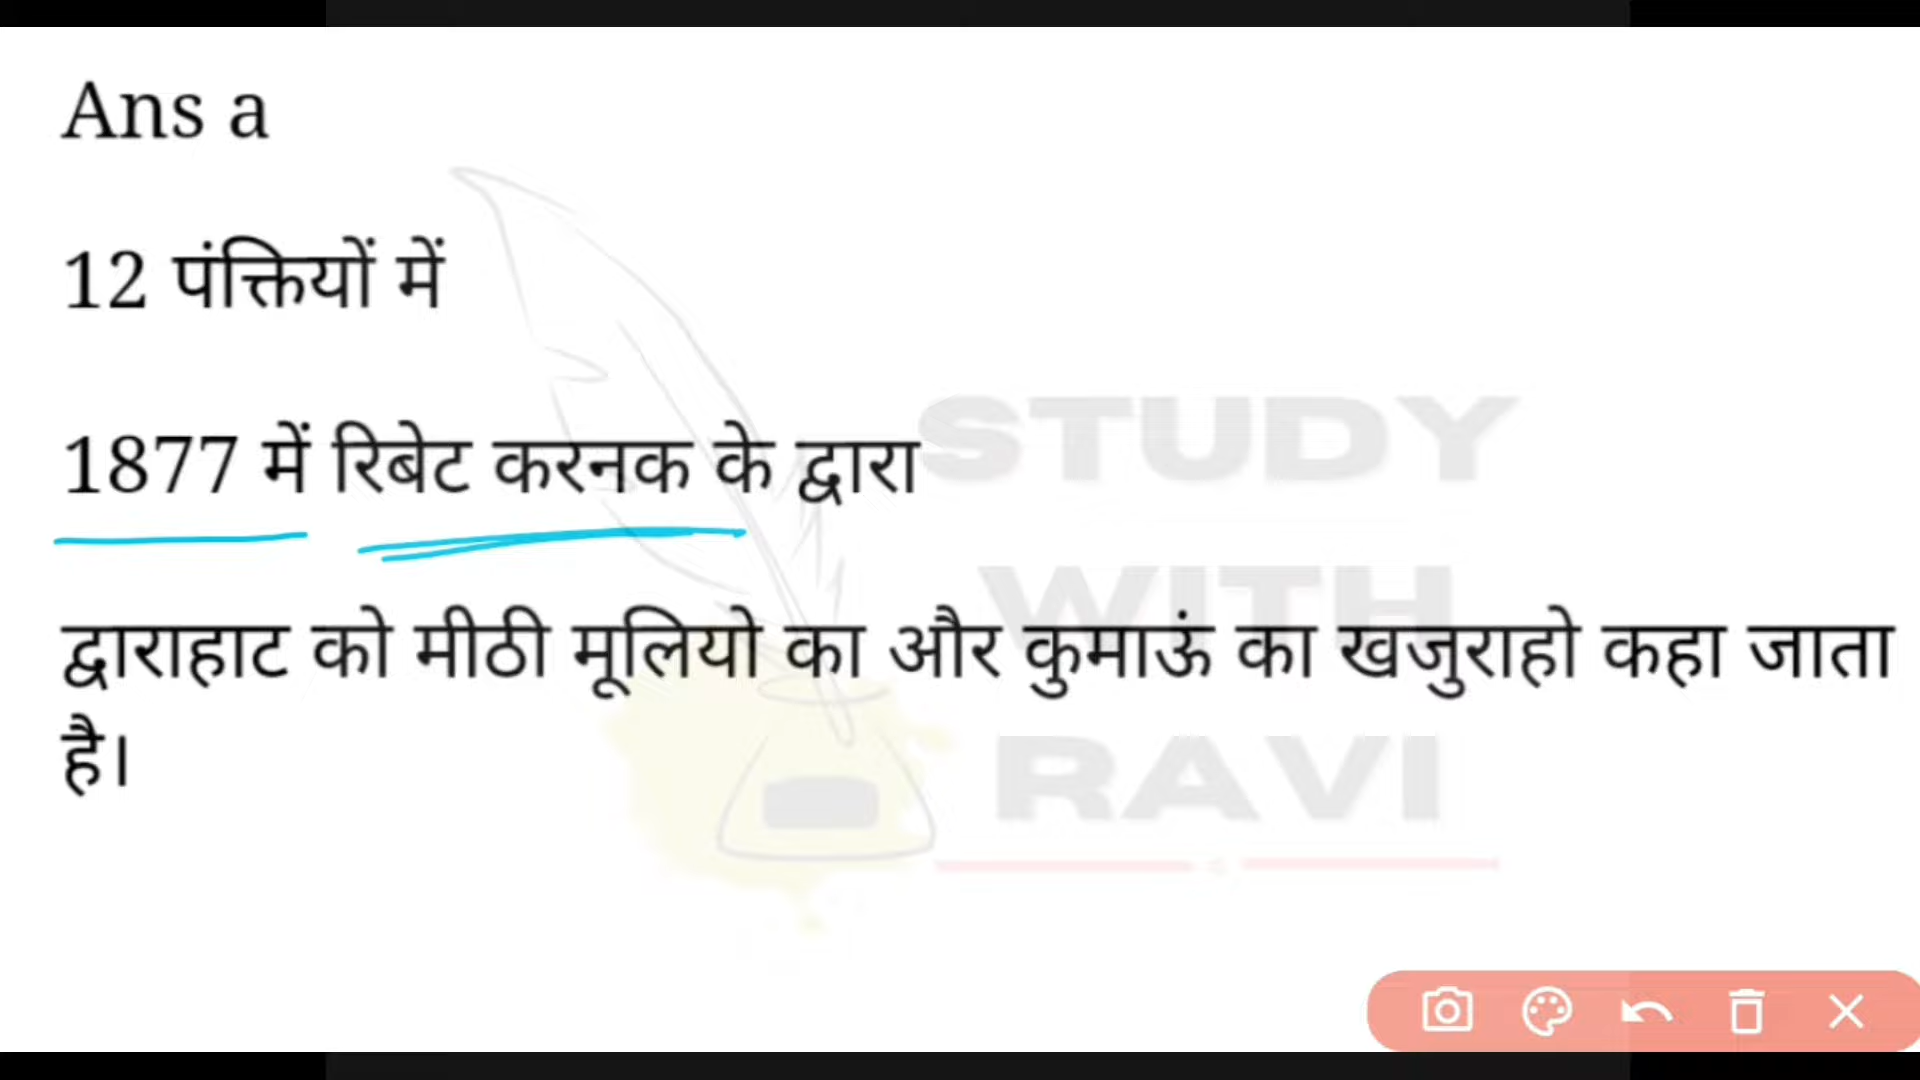 Ans a
12 पंक्तियों में
1877 में रिबेट करनक के द्वारा
STUDY
WITH
द्वाराहाट को मीठी मूलियो का और कुमाऊं का खजुराहो कहा जाता
है।
RAVI